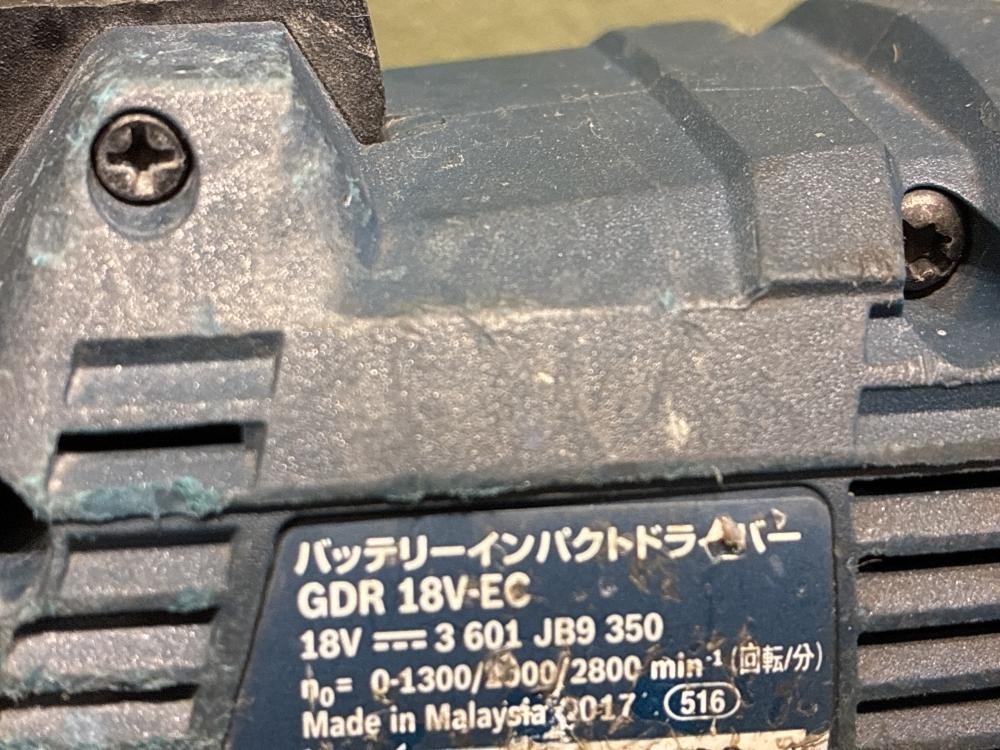 バッテリーインパクトドライバー
GDR 18V-EC
18V ⎓ 3 601 JB9 350
n₀= 0-1300/2000/2800 min⁻¹ (回転/分)
Made in Malaysia 2017 516